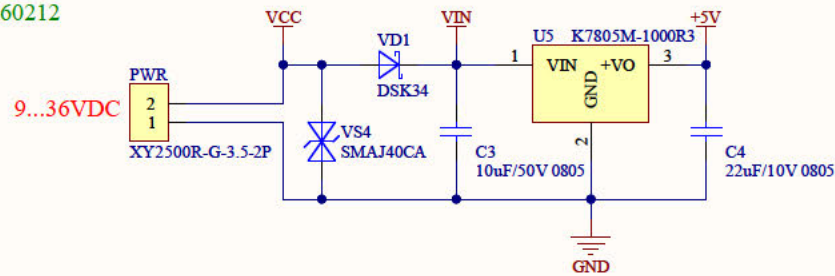 60212
VCC
VIN
+5V
VD1
U5 K7805M-1000R3
PWR
1
VIN +VO
3
DSK34
GND
9...36VDC
2
1
VS4
2
XY2500R-G-3.5-2P
SMAJ40CA
C3
C4
10uF/50V 0805
22uF/10V 0805
GND